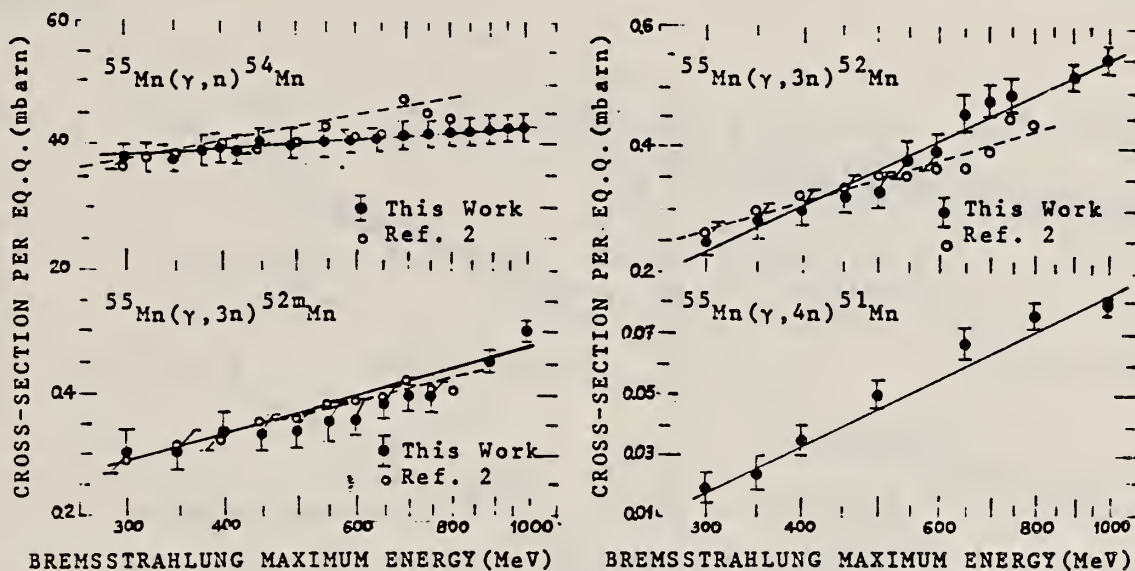 CROSS-SECTION PER EQ.Q. (mbarn)
60
40
20
0.4
0.2
55Mn(γ,n)54Mn
This Work
Ref. 2
55Mn(γ,3n)52mMn
This Work
Ref. 2
300 400 600 800 1000
BREMSSTRAHLUNG MAXIMUM ENERGY (MeV)
CROSS-SECTION PER EQ.Q. (mbarn)
0.6
0.4
0.2
0.07
0.05
0.03
0.01
55Mn(γ,3n)52Mn
This Work
Ref. 2
55Mn(γ,4n)51Mn
300 400 600 800 1000
BREMSSTRAHLUNG MAXIMUM ENERGY (MeV)